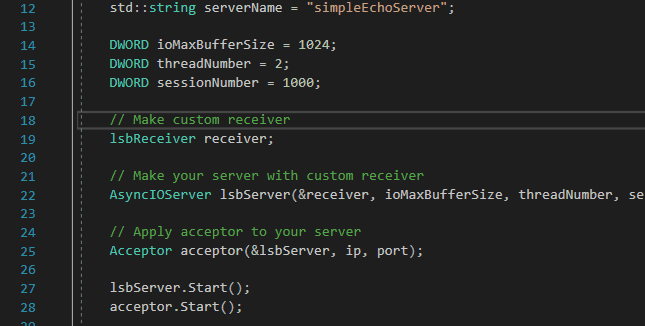 12 std::string serverName = "simpleEchoServer";
13
14 DWORD ioMaxBufferSize = 1024;
15 DWORD threadNumber = 2;
16 DWORD sessionNumber = 1000;
17
18 // Make custom receiver
19 lsbReceiver receiver;
20
21 // Make your server with custom receiver
22 AsyncIOServer lsbServer(&receiver, ioMaxBufferSize, threadNumber, se
23
24 // Apply acceptor to your server
25 Acceptor acceptor(&lsbServer, ip, port);
26
27 lsbServer.Start();
28 acceptor.Start();